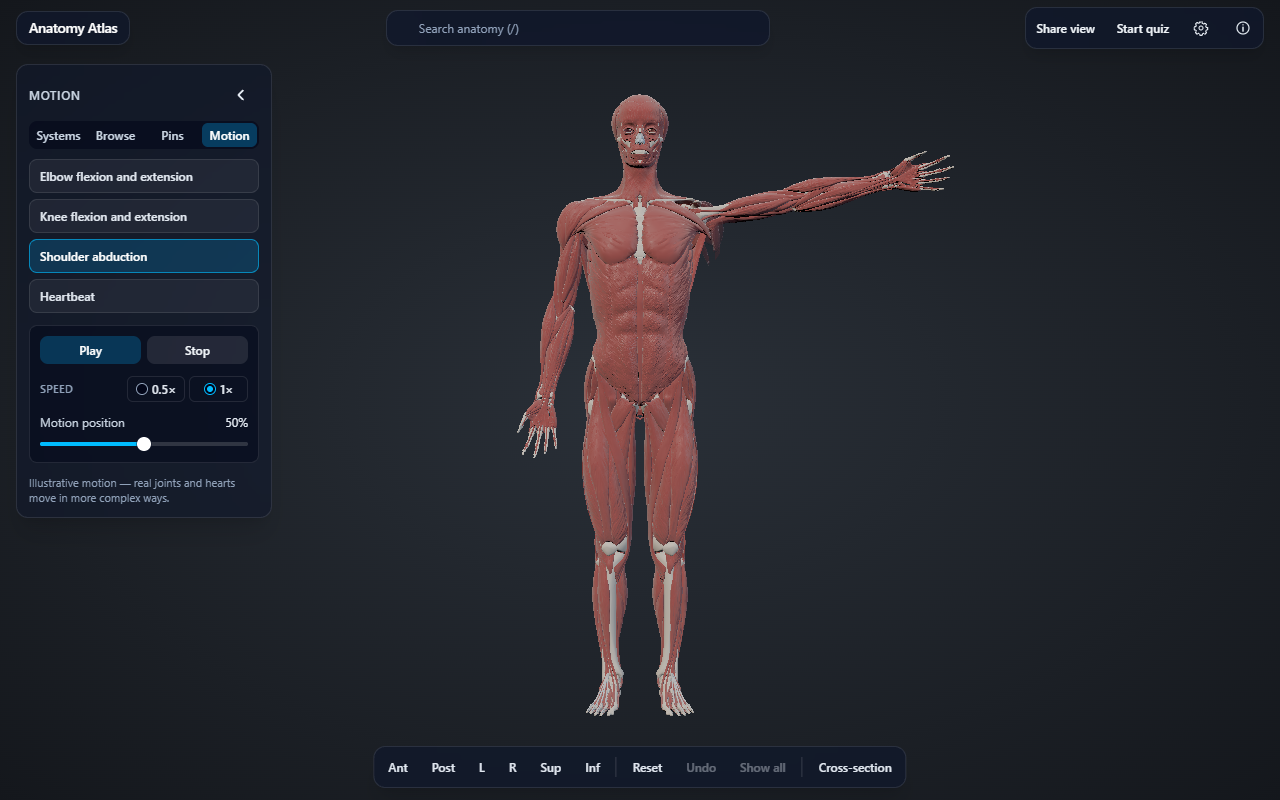 Anatomy Atlas
Search anatomy (/)
Share view
Start quiz
MOTION
Systems
Browse
Pins
Motion
Elbow flexion and extension
Knee flexion and extension
Shoulder abduction
Heartbeat
Play
Stop
SPEED
0.5×
1×
Motion position
50%
Illustrative motion — real joints and hearts
move in more complex ways.
Ant
Post
L
R
Sup
Inf
Reset
Undo
Show all
Cross-section